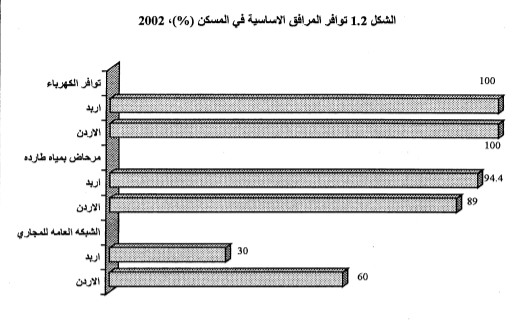 الشكل 1.2 توافر المرافق الاساسية في المسكن (%)، 2002
توافر الكهرباء
اربد 100
الاردن 100
مرحاض بمياه طارده
اربد 94.4
الاردن 89
الشبكه العامه للمجاري
اربد 30
الاردن 60